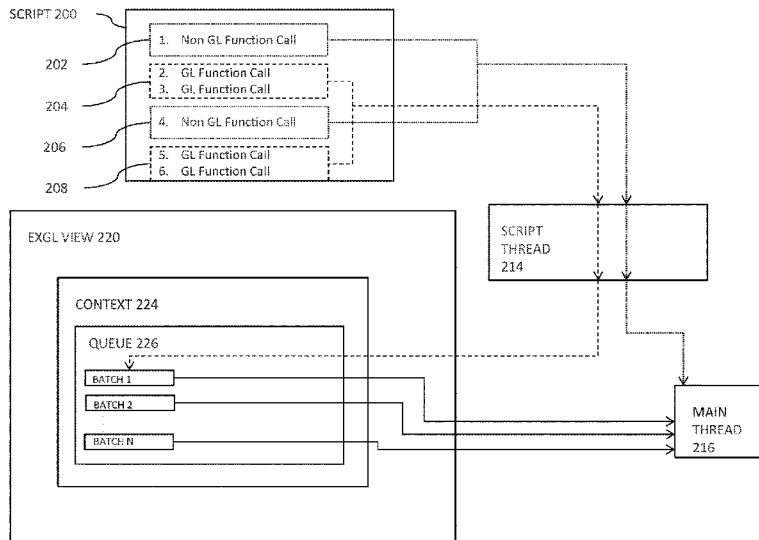 SCRIPT 200
1. Non GL Function Call
202
2. GL Function Call
204
3. GL Function Call
4. Non GL Function Call
206
5. GL Function Call
6. GL Function Call
208
EXGL VIEW 220
SCRIPT
THREAD
214
CONTEXT 224
QUEUE 226
BATCH 1
BATCH 2
BATCH N
MAIN
THREAD
216